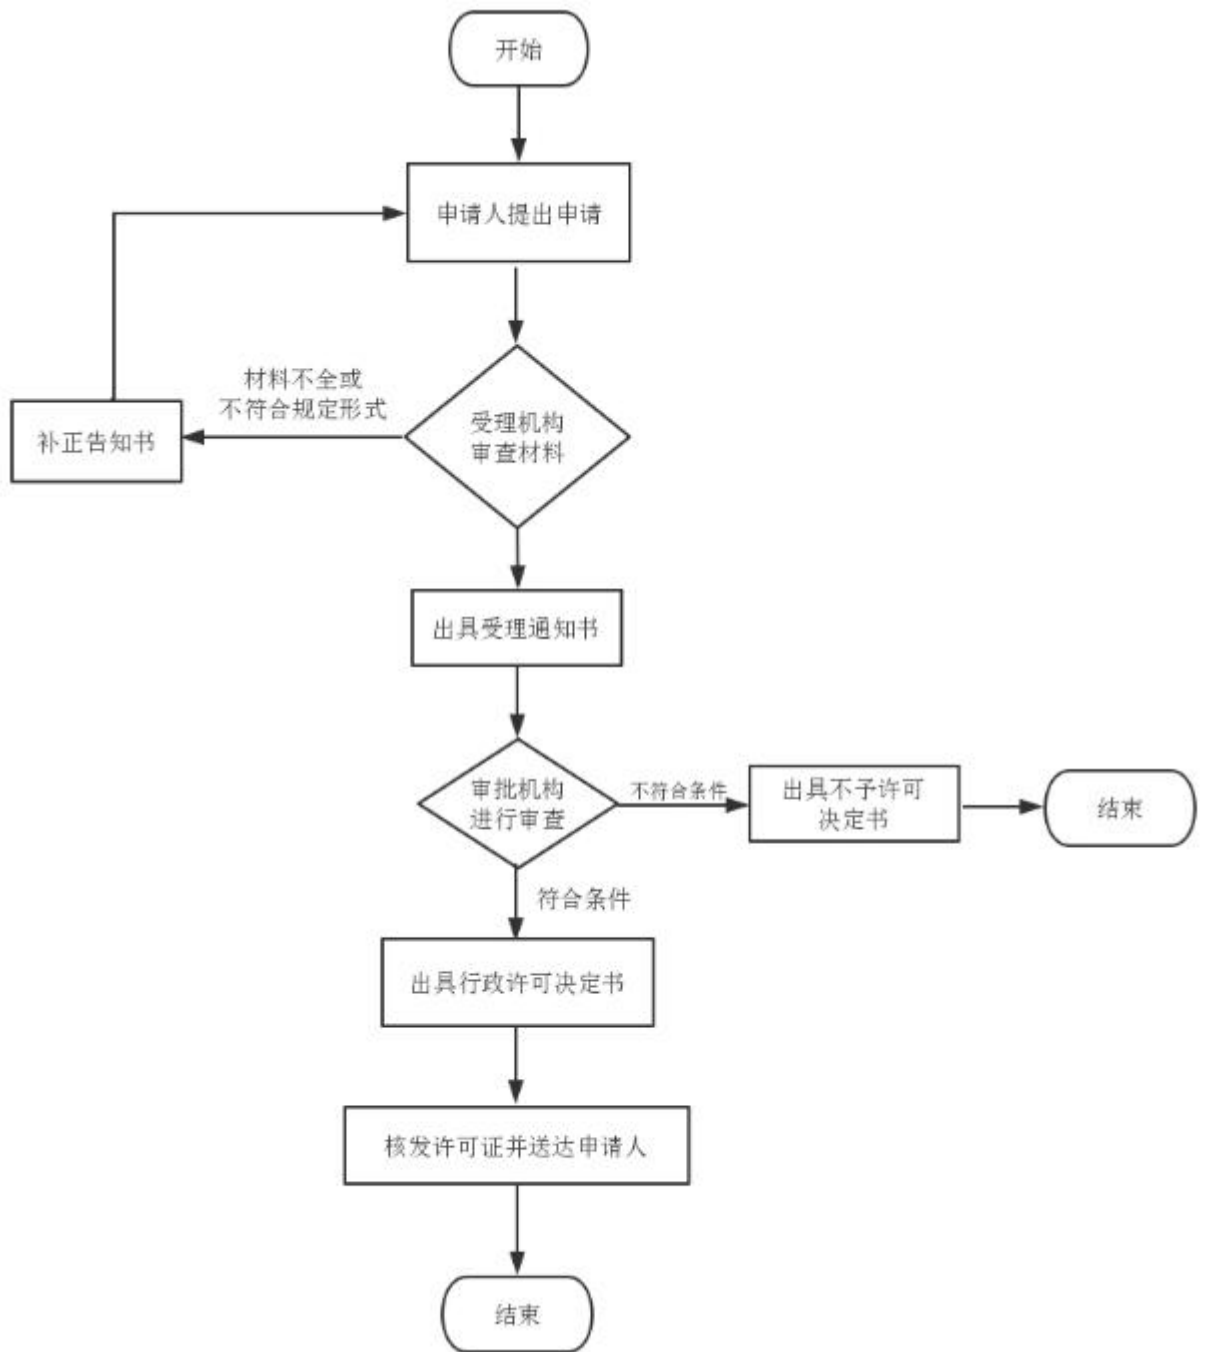 开始
申请人提出申请
材料不全或
不符合规定形式
受理机构
审查材料
补正告知书
出具受理通知书
审批机构
进行审查
不符合条件
出具不予许可
决定书
结束
符合条件
出具行政许可决定书
核发许可证并送达申请人
结束